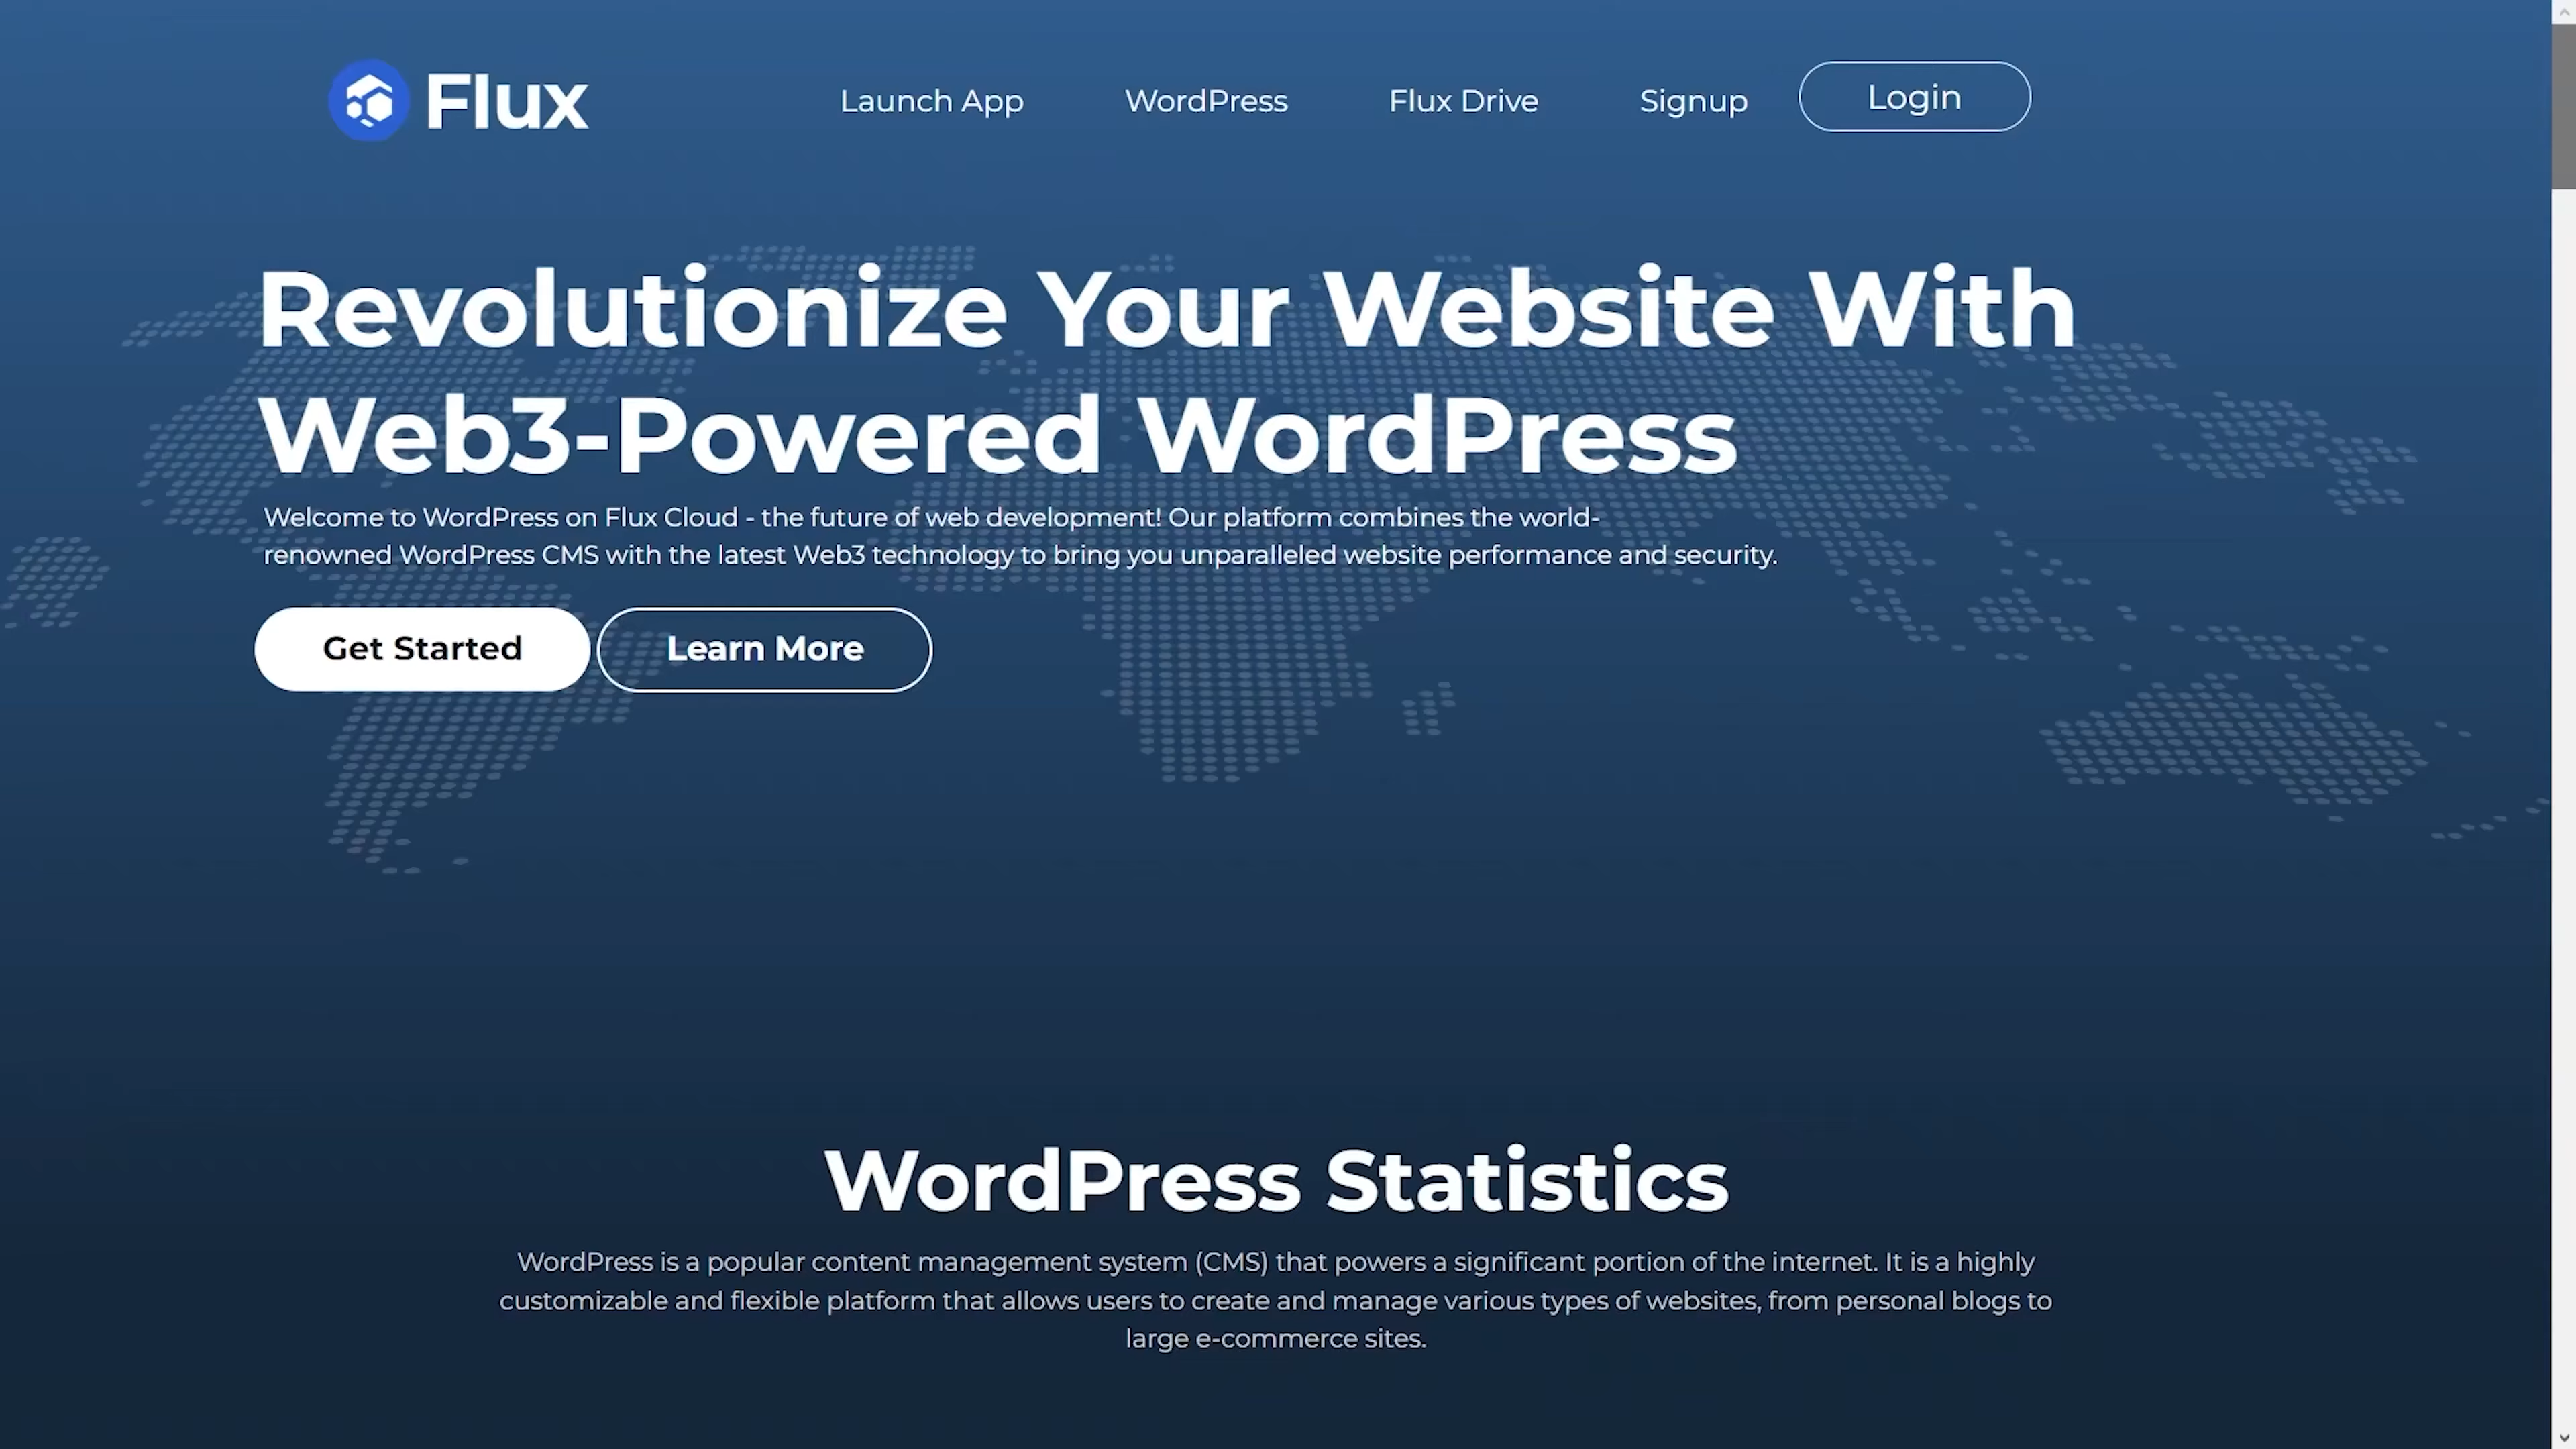 Flux
Launch App
WordPress
Flux Drive
Signup
Login
Revolutionize Your Website With
Web3-Powered WordPress
Welcome to WordPress on Flux Cloud - the future of web development! Our platform combines the world-
renowned WordPress CMS with the latest Web3 technology to bring you unparalleled website performance and security.
Get Started
Learn More
WordPress Statistics
WordPress is a popular content management system (CMS) that powers a significant portion of the internet. It is a highly
customizable and flexible platform that allows users to create and manage various types of websites, from personal blogs to
large e-commerce sites.